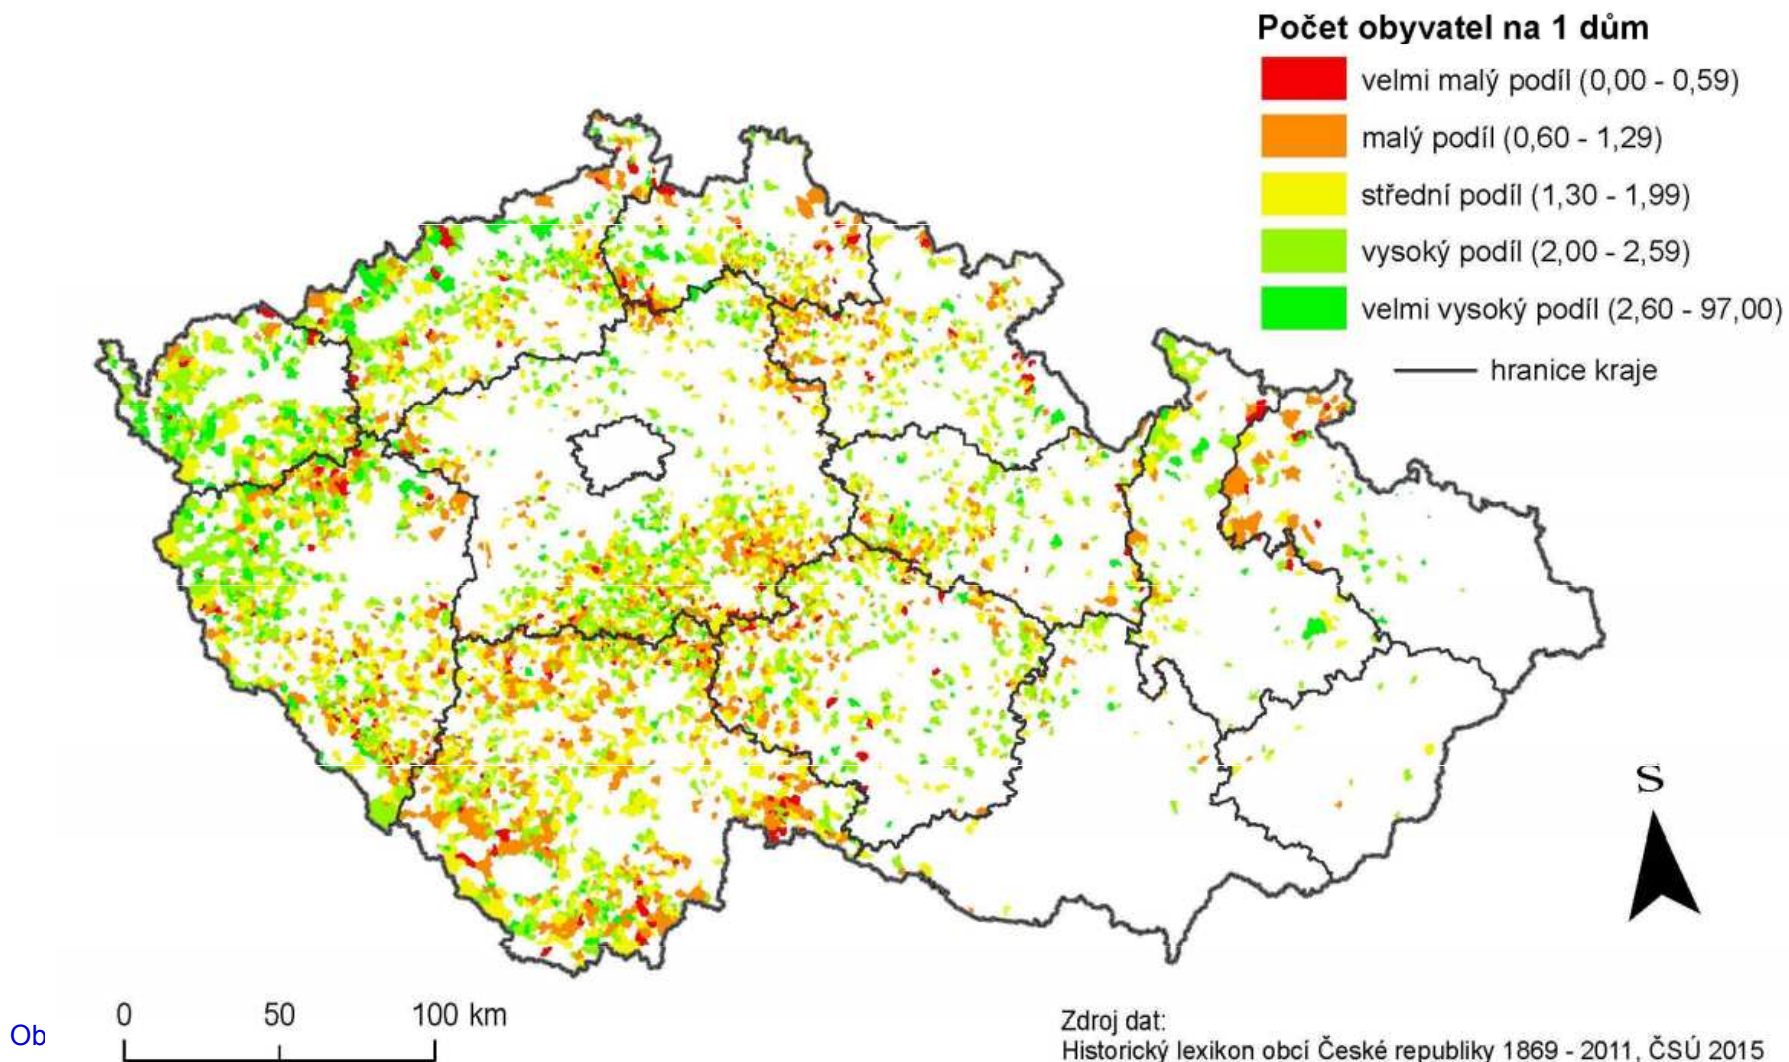 Počet obyvatel na 1 dům
velmi malý podíl (0,00 - 0,59)
malý podíl (0,60 - 1,29)
střední podíl (1,30 - 1,99)
vysoký podíl (2,00 - 2,59)
velmi vysoký podíl (2,60 - 97,00)
hranice kraje
S
0 50 100 km
Ob
Zdroj dat:
Historický lexikon obcí České republiky 1869 - 2011, ČSÚ 2015